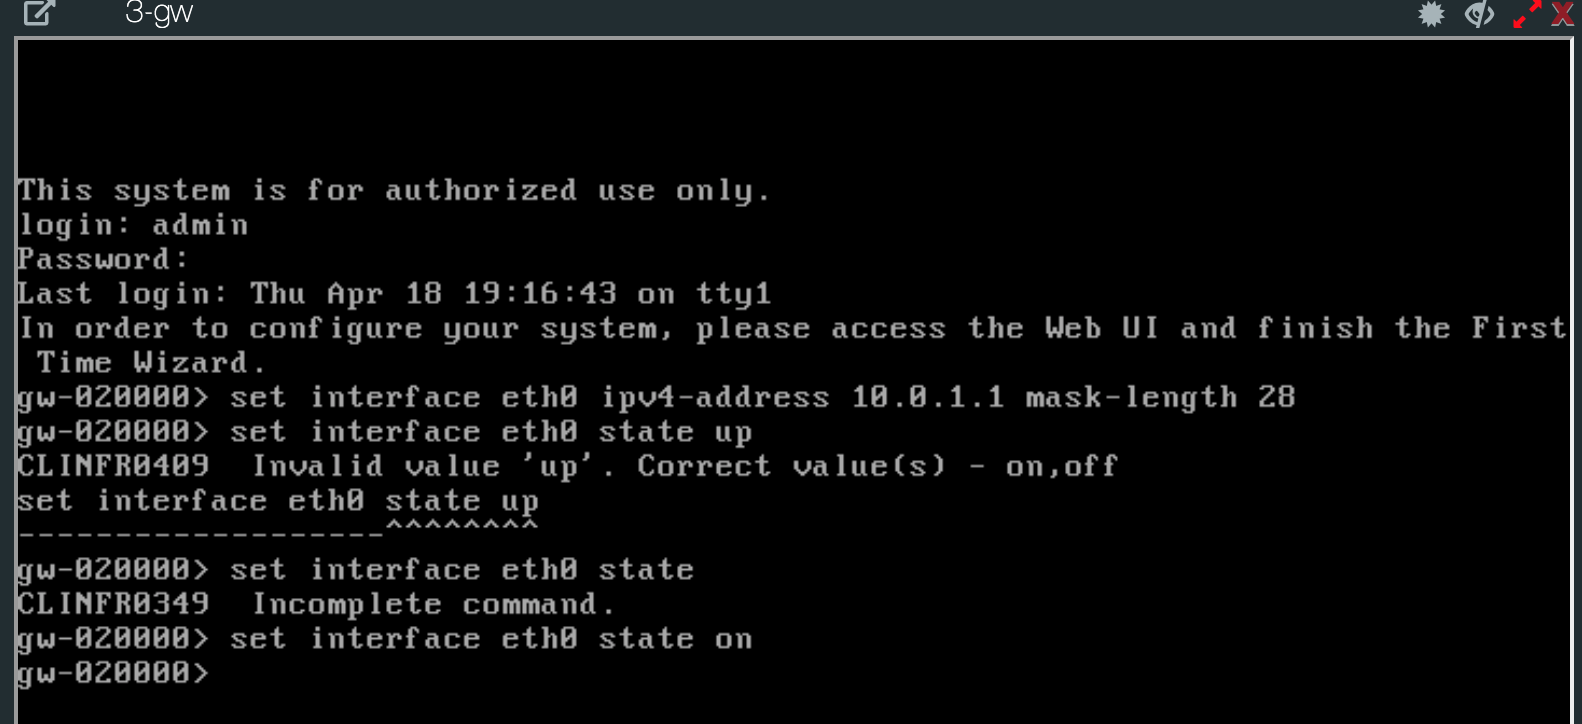 3-gw
This system is for authorized use only.
login: admin
Password:
Last login: Thu Apr 18 19:16:43 on tty1
In order to configure your system, please access the Web UI and finish the First
 Time Wizard.
gw-020000> set interface eth0 ipv4-address 10.0.1.1 mask-length 28
gw-020000> set interface eth0 state up
CLINFR0409  Invalid value 'up'. Correct value(s) - on,off
set interface eth0 state up
-------------------^^^^^^^^
gw-020000> set interface eth0 state
CLINFR0349  Incomplete command.
gw-020000> set interface eth0 state on
gw-020000>